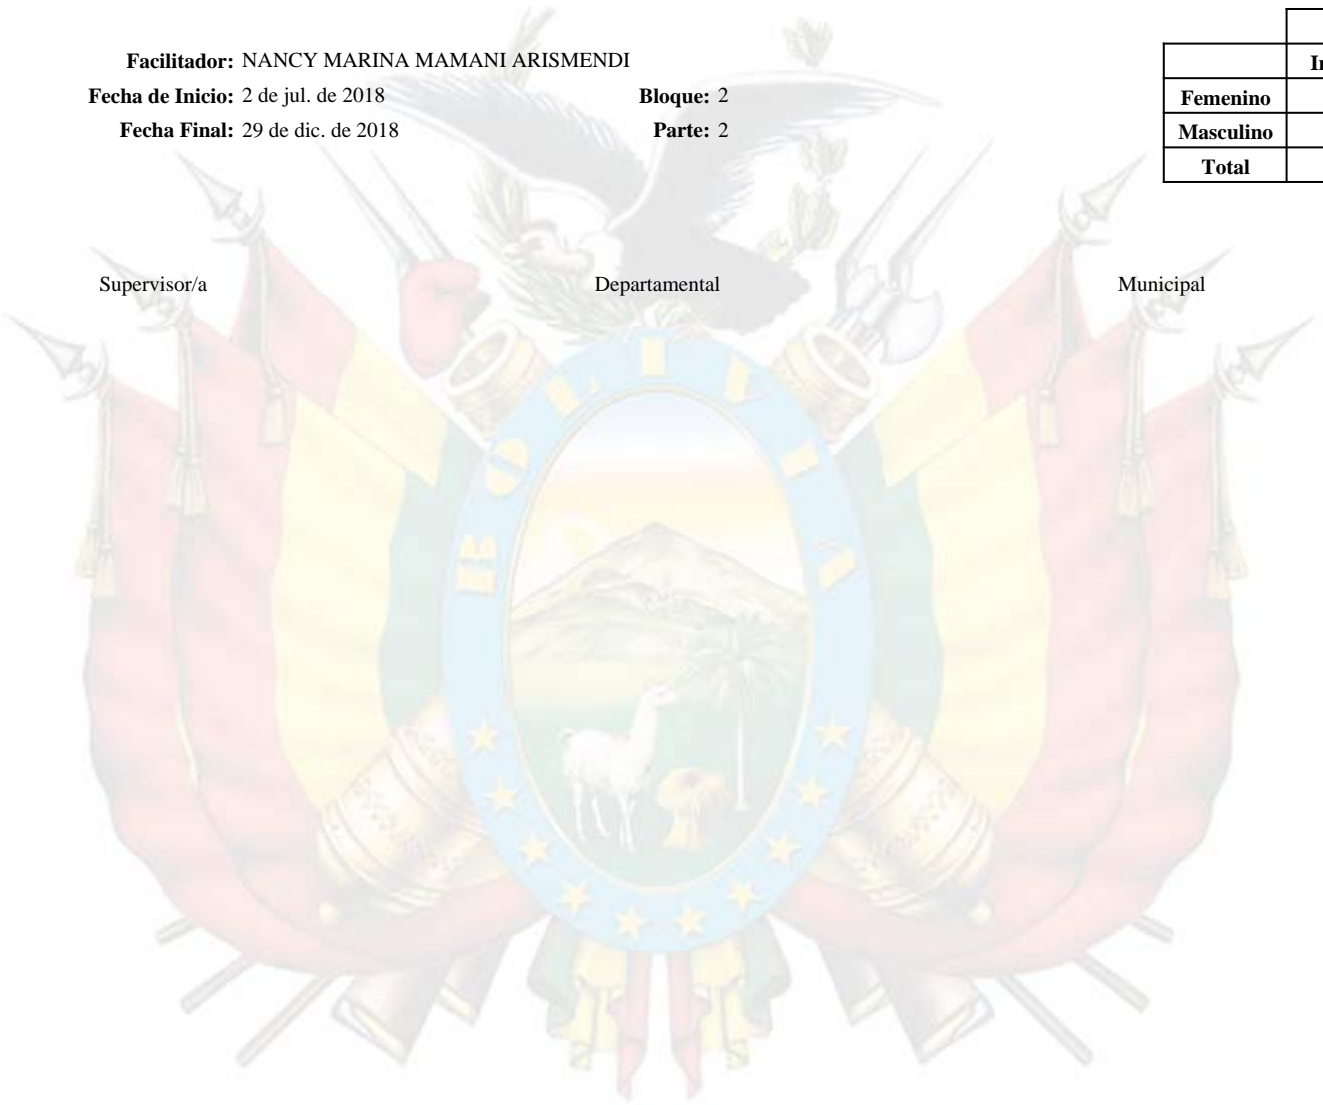 Facilitador: NANCY MARINA MAMANI ARISMENDI
Fecha de Inicio: 2 de jul. de 2018 Bloque: 2
Fecha Final: 29 de dic. de 2018 Parte: 2
Femenino
Masculino
Total
Supervisor/a Departamental Municipal
BOLIVIA